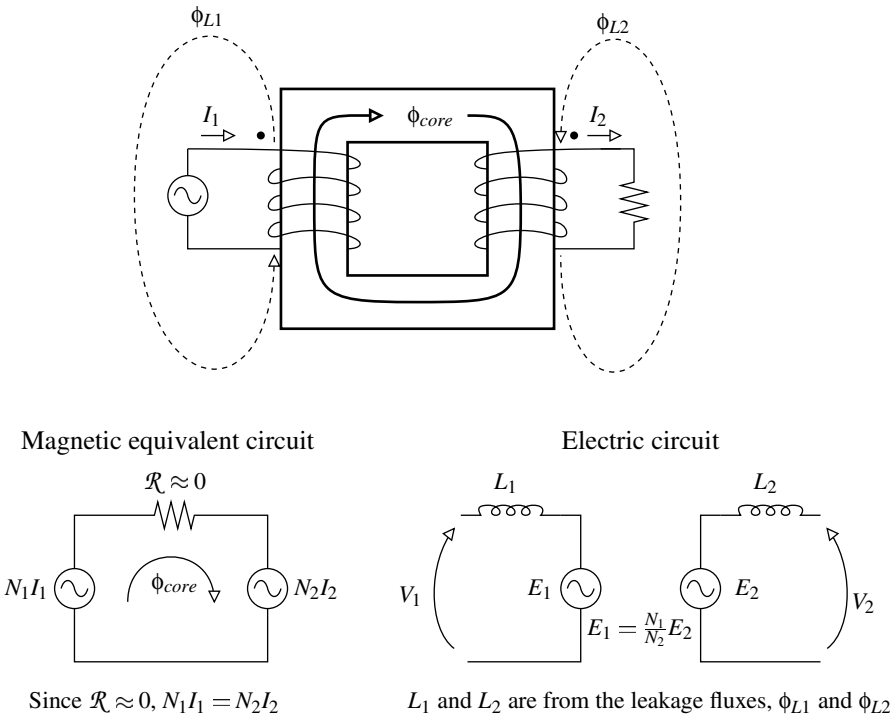 ϕL1
ϕL2
I1
ϕcore
I2
Magnetic equivalent circuit
Electric circuit
ℛ ≈ 0
L1
L2
N1I1
ϕcore
N2I2
V1
E1
E2
V2
E1 = N1/N2 E2
Since ℛ ≈ 0, N1I1 = N2I2
L1 and L2 are from the leakage fluxes, ϕL1 and ϕL2